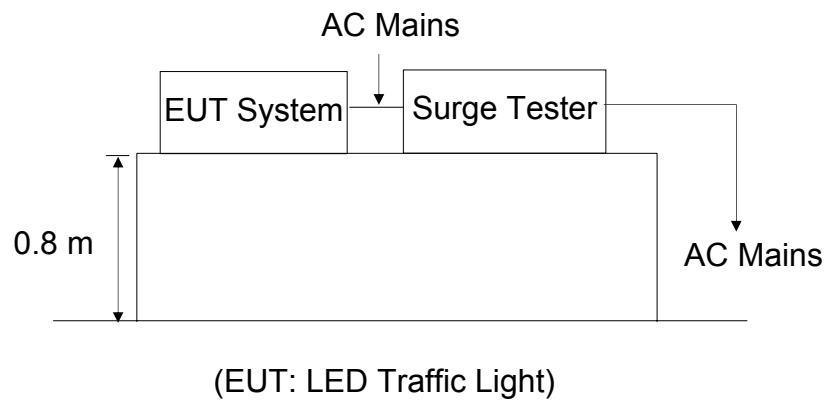 AC Mains
EUT System
Surge Tester
0.8 m
AC Mains
(EUT: LED Traffic Light)